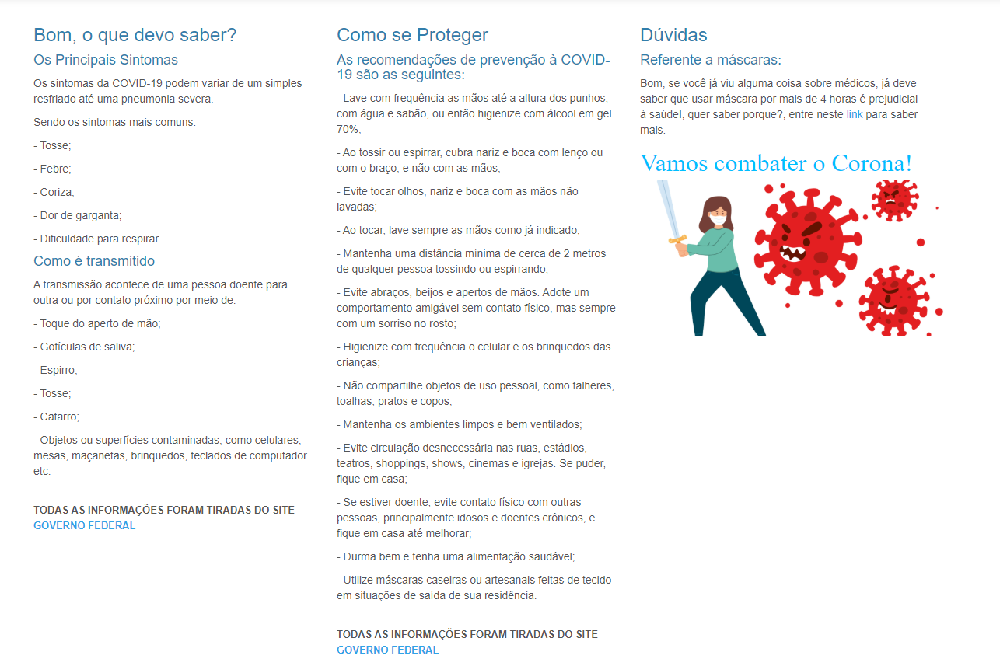 Bom, o que devo saber?
Os Principais Sintomas
Os sintomas da COVID-19 podem variar de um simples
resfriado até uma pneumonia severa.
Sendo os sintomas mais comuns:
- Tosse;
- Febre;
- Coriza;
- Dor de garganta;
- Dificuldade para respirar.
Como é transmitido
A transmissão acontece de uma pessoa doente para
outra ou por contato próximo por meio de:
- Toque do aperto de mão;
- Gotículas de saliva;
- Espirro;
- Tosse;
- Catarro;
- Objetos ou superfícies contaminadas, como celulares,
mesas, maçanetas, brinquedos, teclados de computador
etc.
TODAS AS INFORMAÇÕES FORAM TIRADAS DO SITE
GOVERNO FEDERAL
Como se Proteger
As recomendações de prevenção à COVID-
19 são as seguintes:
- Lave com frequência as mãos até a altura dos punhos,
com água e sabão, ou então higienize com álcool em gel
70%;
- Ao tossir ou espirrar, cubra nariz e boca com lenço ou
com o braço, e não com as mãos;
- Evite tocar olhos, nariz e boca com as mãos não
lavadas;
- Ao tocar, lave sempre as mãos como já indicado;
- Mantenha uma distância mínima de cerca de 2 metros
de qualquer pessoa tossindo ou espirrando;
- Evite abraços, beijos e apertos de mãos. Adote um
comportamento amigável sem contato físico, mas sempre
com um sorriso no rosto;
- Higienize com frequência o celular e os brinquedos das
crianças;
- Não compartilhe objetos de uso pessoal, como talheres,
toalhas, pratos e copos;
- Mantenha os ambientes limpos e bem ventilados;
- Evite circulação desnecessária nas ruas, estádios,
teatros, shoppings, shows, cinemas e igrejas. Se puder,
fique em casa;
- Se estiver doente, evite contato físico com outras
pessoas, principalmente idosos e doentes crônicos, e
fique em casa até melhorar;
- Durma bem e tenha uma alimentação saudável;
- Utilize máscaras caseiras ou artesanais feitas de tecido
em situações de saída de sua residência.
TODAS AS INFORMAÇÕES FORAM TIRADAS DO SITE
GOVERNO FEDERAL
Dúvidas
Referente a máscaras:
Bom, se você já viu alguma coisa sobre médicos, já deve
saber que usar máscara por mais de 4 horas é prejudicial
à saúde!, quer saber porque?, entre neste link para saber
mais.
Vamos combater o Corona!